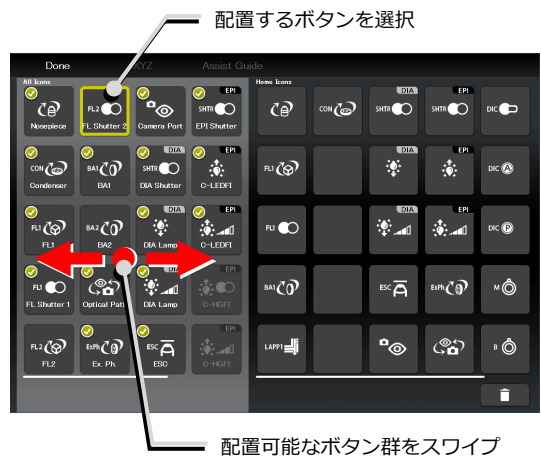 配置するボタンを選択
Done
XYZ
Assist Guide
All Icons
Home Icons
Nosepiece
FL2
FL Shutter 2
Camera Port
EPI
SHTR
EPI Shutter
CON
Condenser
BA1
BA1
DIA
SHTR
DIA Shutter
EPI
C-LEDFI
FL1
FL1
BA2
BA2
DIA
DIA Lamp
EPI
C-LEDFI
FL1
FL Shutter 1
Optical Path
DIA
DIA Lamp
EPI
C-HGFI
FL2
FL2
ExPh
Ex. Ph.
ESC
ESC
EPI
C-HGFI
CON
DIA
SHTR
EPI
SHTR
DIC
FL1
DIA
EPI
DIC
A
FL1
DIA
EPI
DIC
P
BA1
ESC
ExPh
M
LAPP1
B
配置可能なボタン群をスワイプ